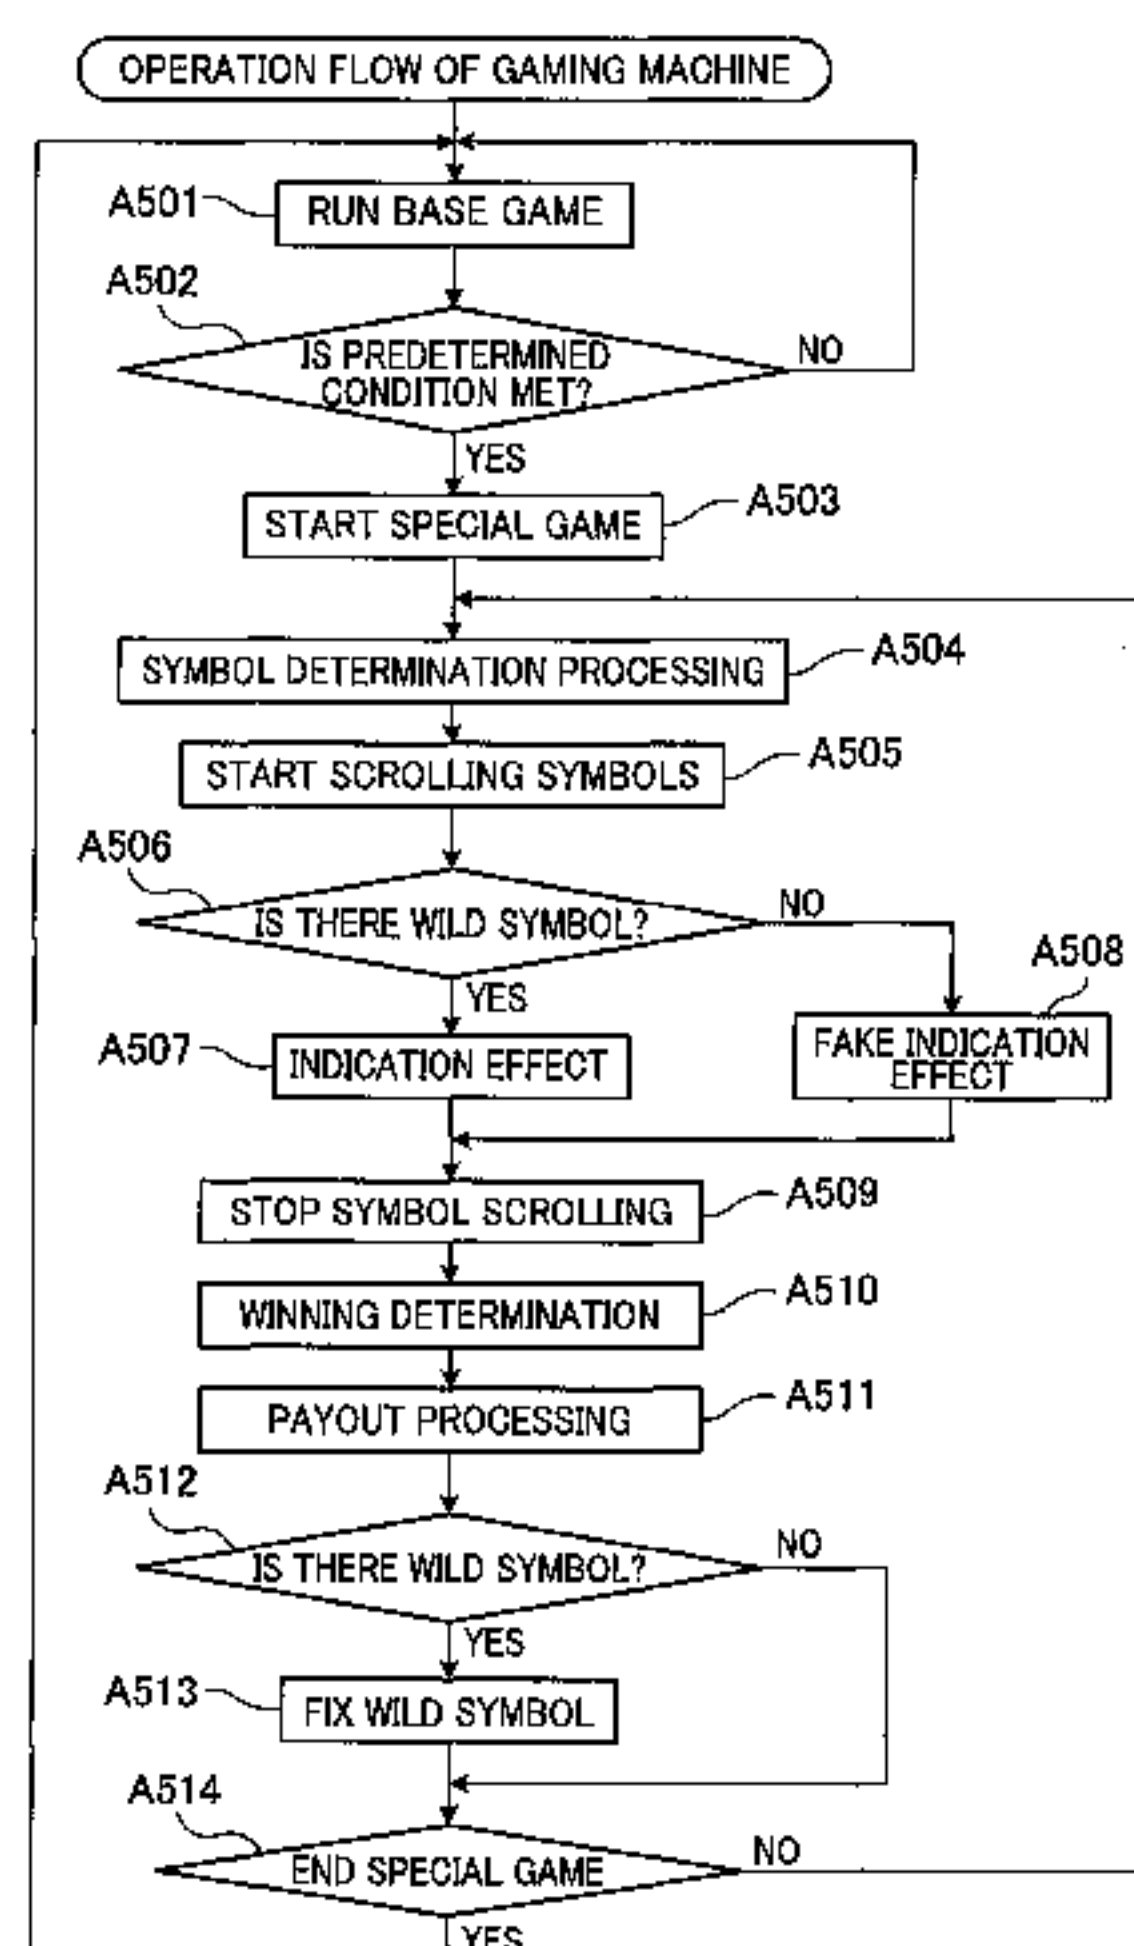 OPERATION FLOW OF GAMING MACHINE
A501
RUN BASE GAME
A502
IS PREDETERMINED
CONDITION MET?
NO
YES
START SPECIAL GAME
A503
SYMBOL DETERMINATION PROCESSING
A504
START SCROLLING SYMBOLS
A505
A506
IS THERE WILD SYMBOL?
NO
YES
A507
INDICATION EFFECT
A508
FAKE INDICATION
EFFECT
STOP SYMBOL SCROLLING
A509
WINNING DETERMINATION
A510
PAYOUT PROCESSING
A511
A512
IS THERE WILD SYMBOL?
NO
YES
A513
FIX WILD SYMBOL
A514
END SPECIAL GAME
NO
YES